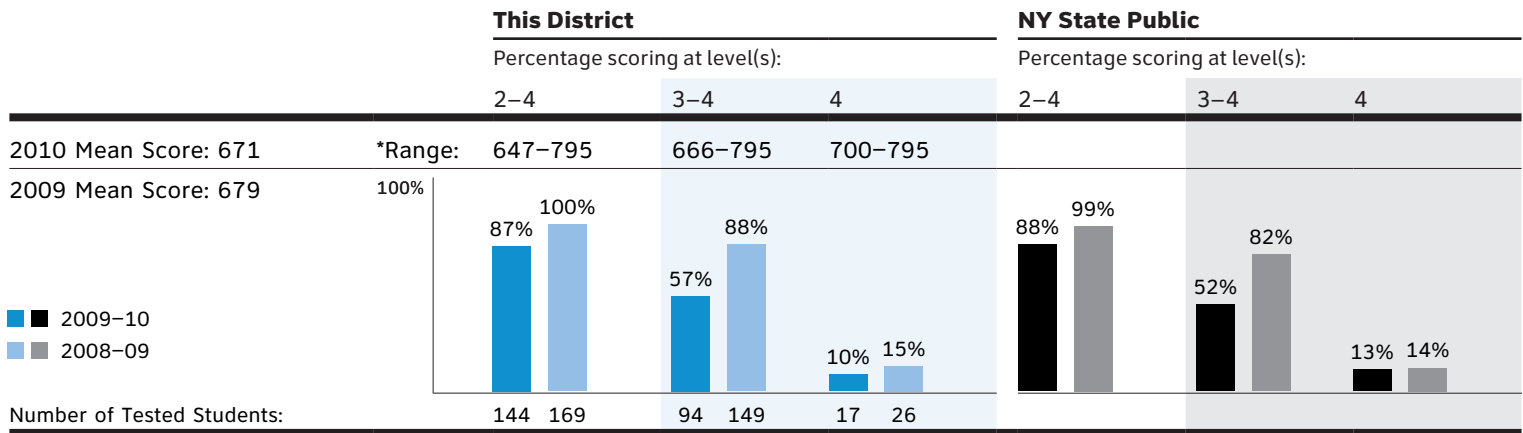 This District NY State Public
Percentage scoring at level(s): Percentage scoring at level(s):
2–4 3–4 4 2–4 3–4 4
2010 Mean Score: 671 *Range: 647–795 666–795 700–795
2009 Mean Score: 679 100%
87% 100% 57% 88% 10% 15% 88% 99% 52% 82% 13% 14%
2009–10
2008–09
Number of Tested Students: 144 169 94 149 17 26